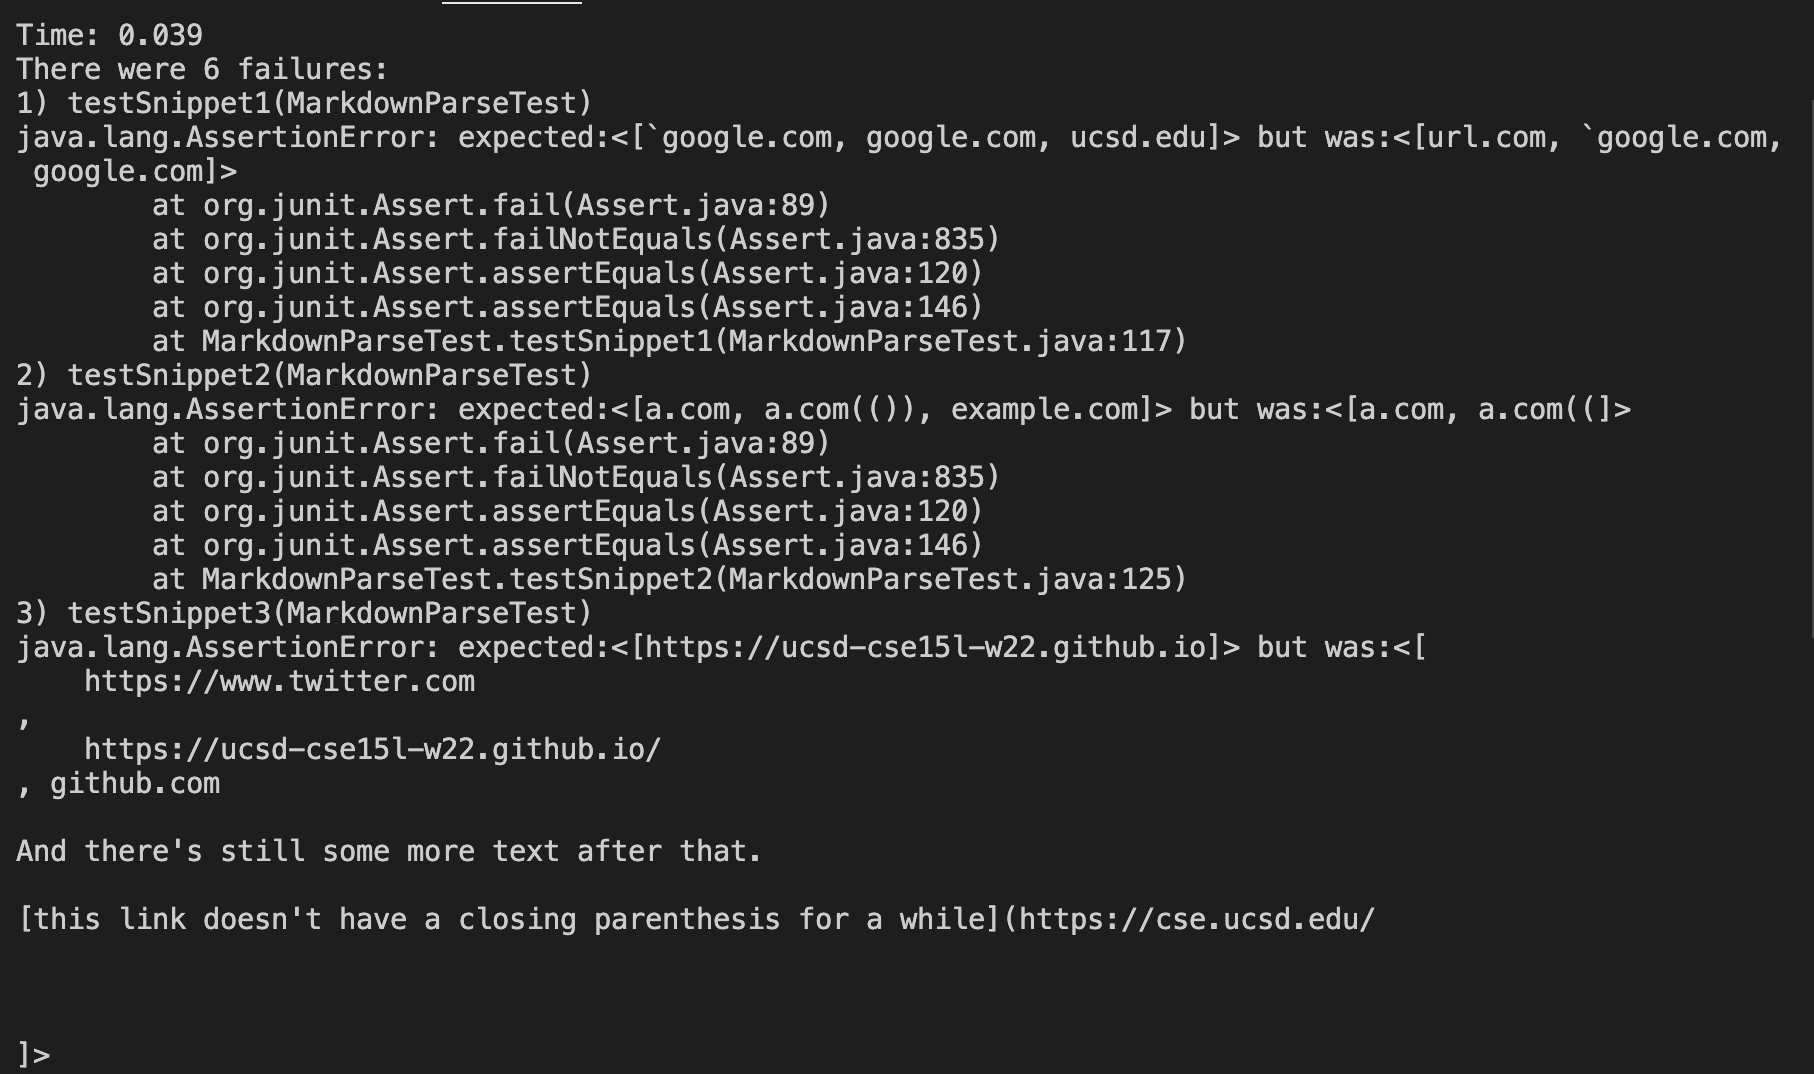 Time: 0.039
There were 6 failures:
1) testSnippet1(MarkdownParseTest)
java.lang.AssertionError: expected:<[`google.com, google.com, ucsd.edu]> but was:<[url.com, `google.com,
 google.com]>
        at org.junit.Assert.fail(Assert.java:89)
        at org.junit.Assert.failNotEquals(Assert.java:835)
        at org.junit.Assert.assertEquals(Assert.java:120)
        at org.junit.Assert.assertEquals(Assert.java:146)
        at MarkdownParseTest.testSnippet1(MarkdownParseTest.java:117)
2) testSnippet2(MarkdownParseTest)
java.lang.AssertionError: expected:<[a.com, a.com(()), example.com]> but was:<[a.com, a.com((]>
        at org.junit.Assert.fail(Assert.java:89)
        at org.junit.Assert.failNotEquals(Assert.java:835)
        at org.junit.Assert.assertEquals(Assert.java:120)
        at org.junit.Assert.assertEquals(Assert.java:146)
        at MarkdownParseTest.testSnippet2(MarkdownParseTest.java:125)
3) testSnippet3(MarkdownParseTest)
java.lang.AssertionError: expected:<[https://ucsd-cse15l-w22.github.io]> but was:<[
    https://www.twitter.com
,
    https://ucsd-cse15l-w22.github.io/
, github.com

And there's still some more text after that.

[this link doesn't have a closing parenthesis for a while](https://cse.ucsd.edu/



]>